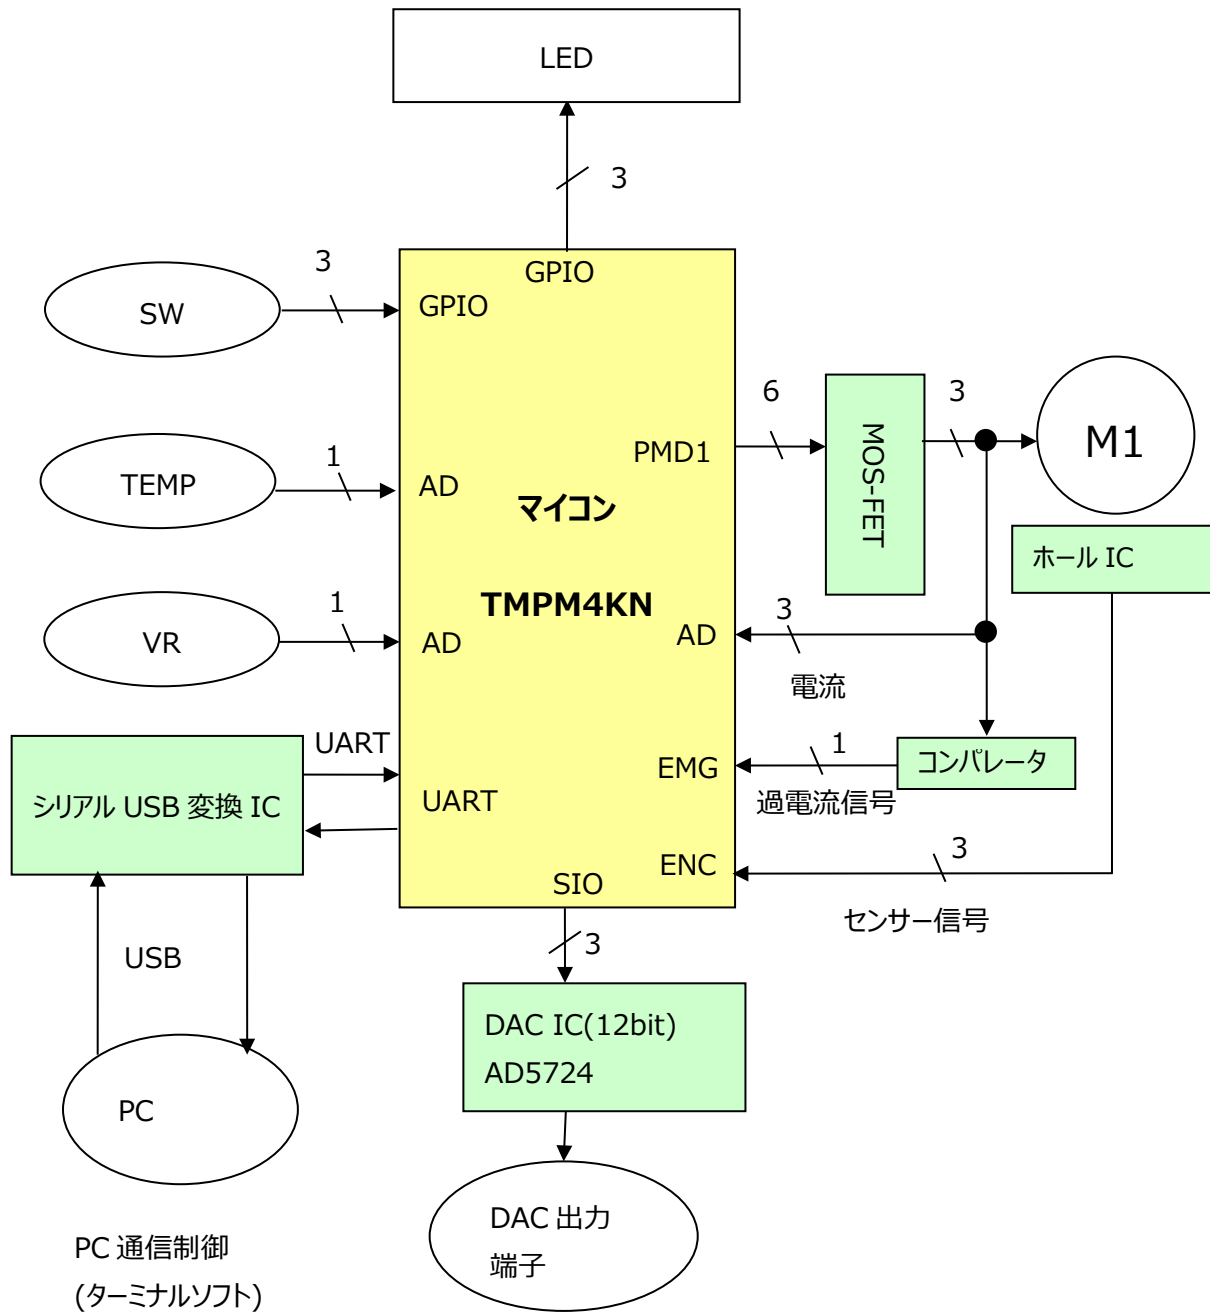 LED
3
GPIO
3
SW
GPIO
6
3
M1
MOS-FET
PMD1
1
TEMP
AD
マイコン
ホール IC
TMPM4KN
1
3
VR
AD
AD
電流
UART
1
コンパレータ
EMG
シリアル USB 変換 IC
UART
過電流信号
3
ENC
SIO
センサー信号
3
USB
DAC IC(12bit)
AD5724
PC
DAC 出力
端子
PC 通信制御
(ターミナルソフト)